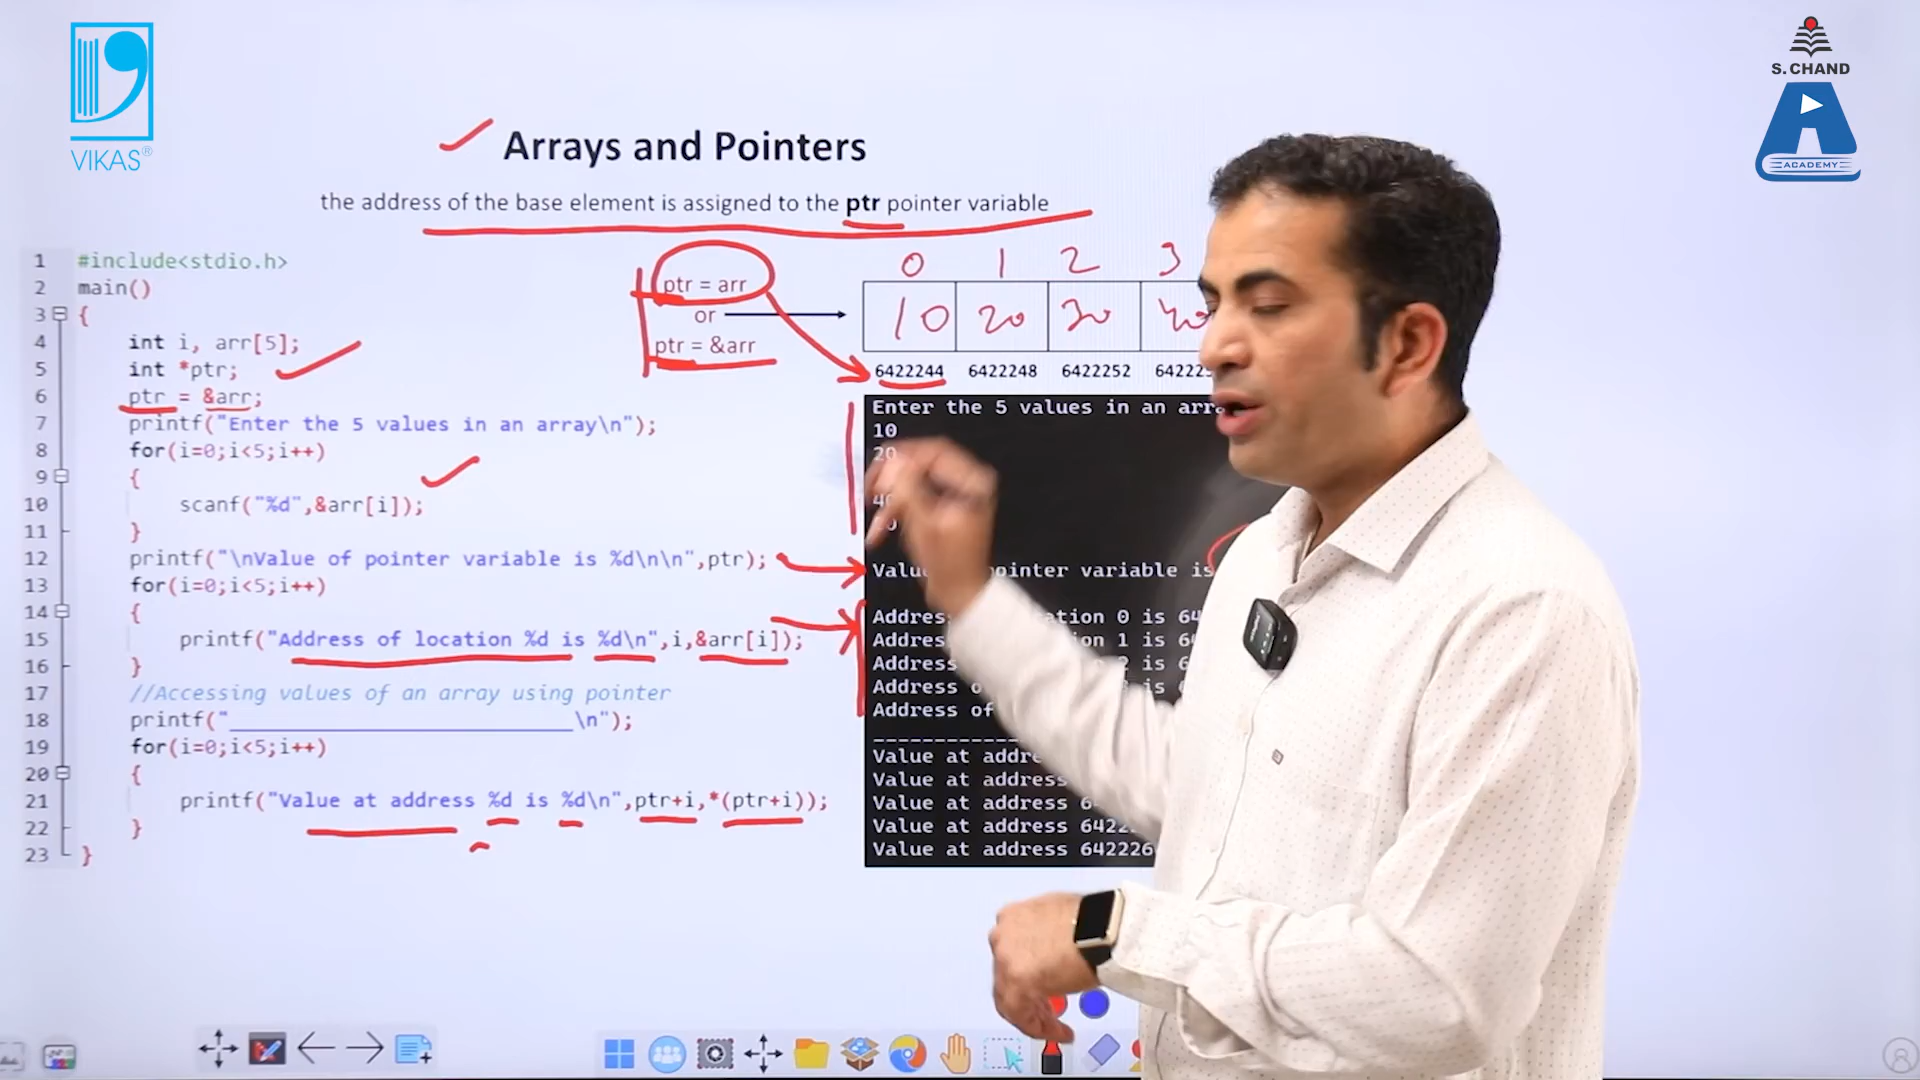 VIKAS®
S. CHAND
ACADEMY
Arrays and Pointers
the address of the base element is assigned to the ptr pointer variable
ptr = arr
or
ptr = &arr
0 1 2 3
10 20 30 40
6422244 6422248 6422252
1 #include<stdio.h>
2 main()
3 {
4 int i, arr[5];
5 int *ptr;
6 ptr = &arr;
7 printf("Enter the 5 values in an array\n");
8 for(i=0;i<5;i++)
9 {
10 scanf("%d",&arr[i]);
11 }
12 printf("\nValue of pointer variable is %d\n\n",ptr);
13 for(i=0;i<5;i++)
14 {
15 printf("Address of location %d is %d\n",i,&arr[i]);
16 }
17 //Accessing values of an array using pointer
18 printf("____________________________\n");
19 for(i=0;i<5;i++)
20 {
21 printf("Value at address %d is %d\n",ptr+i,*(ptr+i));
22 }
23 }
Enter the 5 values in an
10
20
pointer variable is
Address 0 is
Address 1 is
Address is
Address is
Address of
Value at
Value at address
Value at address
Value at address
Value at address